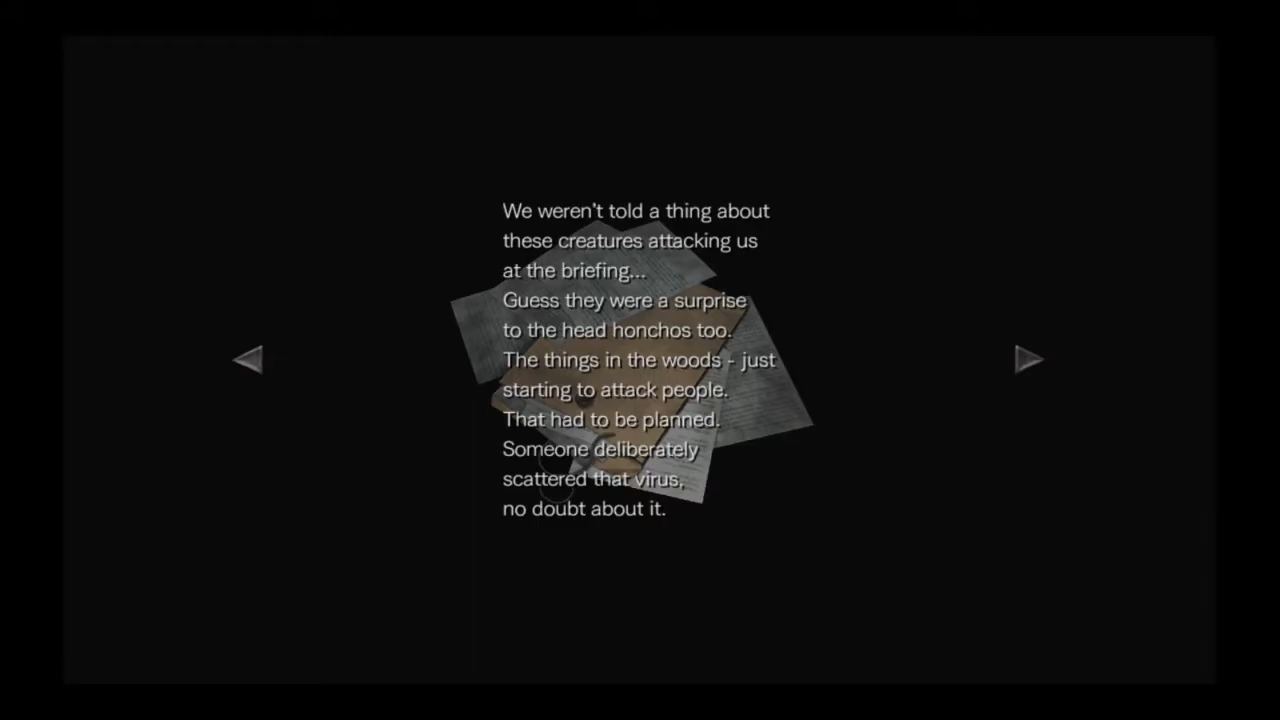 We weren't told a thing about
these creatures attacking us
at the briefing...
Guess they were a surprise
to the head honchos too.
The things in the woods - just
starting to attack people.
That had to be planned.
Someone deliberately
scattered that virus,
no doubt about it.